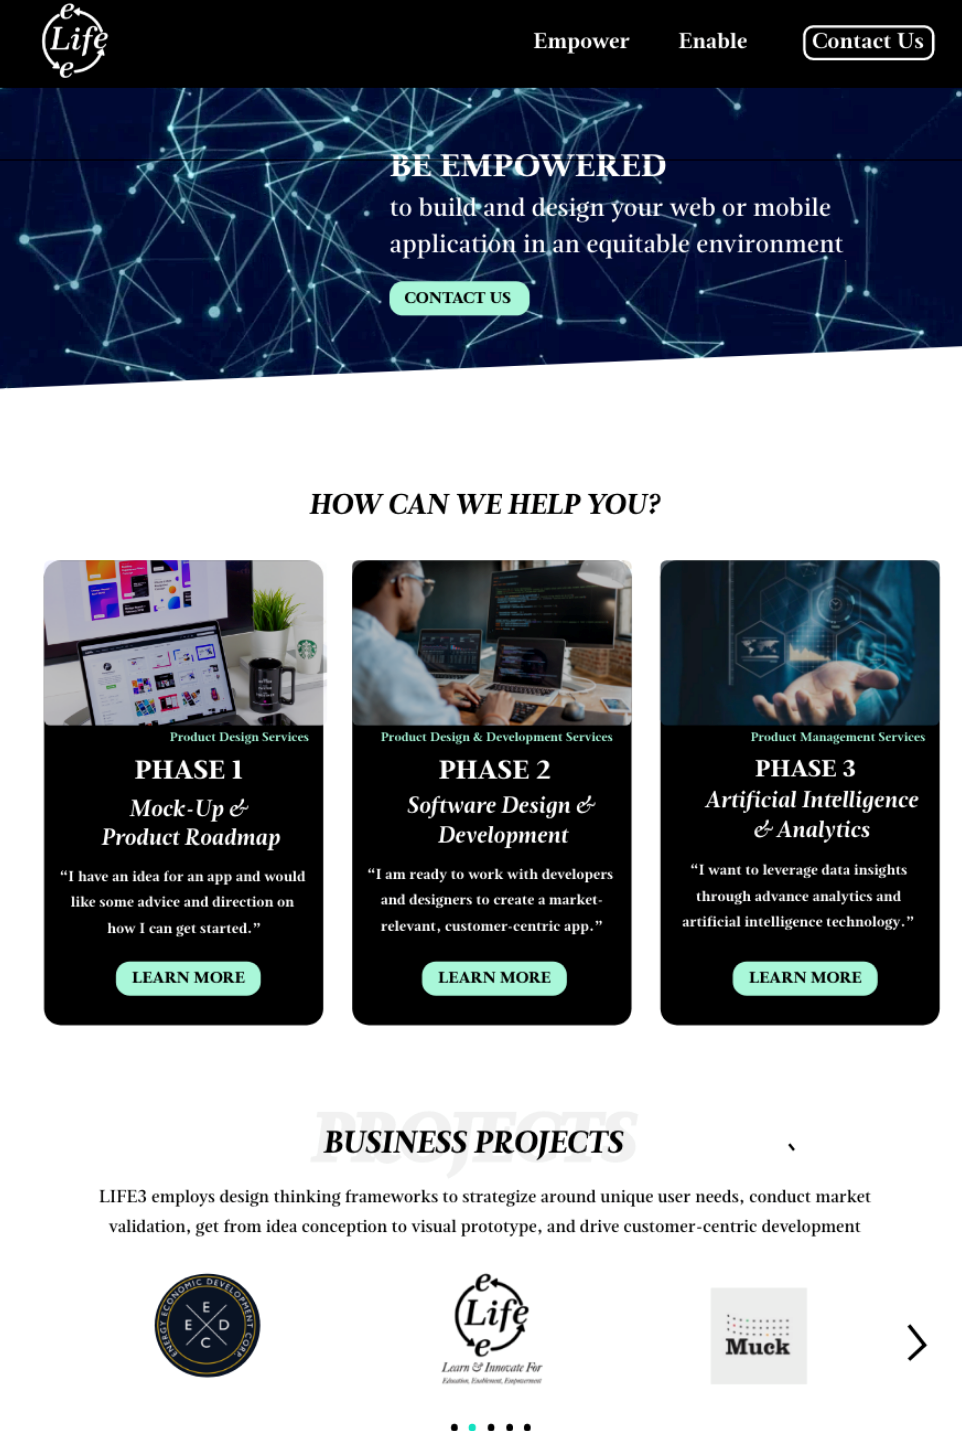 e
Life
e
Empower
Enable
Contact Us
BE EMPOWERED
to build and design your web or mobile
application in an equitable environment
CONTACT US
HOW CAN WE HELP YOU?
Product Design Services
PHASE 1
Mock-Up &
Product Roadmap
“I have an idea for an app and would
like some advice and direction on
how I can get started.”
LEARN MORE
Product Design & Development Services
PHASE 2
Software Design &
Development
“I am ready to work with developers
and designers to create a market-
relevant, customer-centric app.”
LEARN MORE
Product Management Services
PHASE 3
Artificial Intelligence
& Analytics
“I want to leverage data insights
through advance analytics and
artificial intelligence technology.”
LEARN MORE
PROJECTS
BUSINESS PROJECTS
LIFE3 employs design thinking frameworks to strategize around unique user needs, conduct market
validation, get from idea conception to visual prototype, and drive customer-centric development
ENERGY ECONOMIC DEVELOPMENT CORP
E
E D
C
e
Life
e
Learn & Innovate For
Education, Enablement, Empowerment
Muck